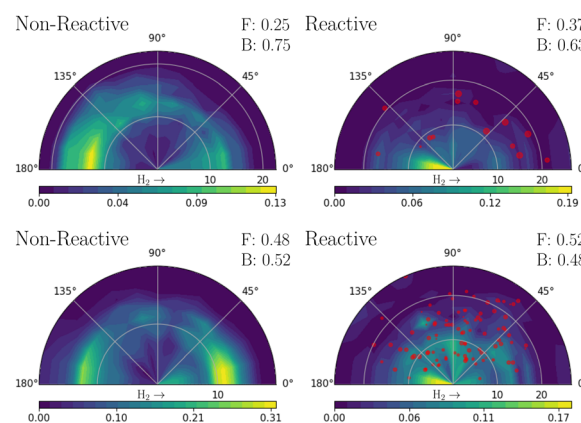 Non-Reactive
F: 0.25
B: 0.75
90°
135°
45°
180°
0°
H₂ →
10
20
0.00
0.04
0.09
0.13
Reactive
F: 0.37
B: 0.63
90°
135°
45°
180°
0
H₂ →
10
20
0.00
0.06
0.12
0.19
Non-Reactive
F: 0.48
B: 0.52
90°
135°
45°
180°
0°
H₂ →
10
0.00
0.10
0.21
0.31
Reactive
F: 0.52
B: 0.48
90°
135°
45°
180°
0
H₂ →
10
20
0.00
0.06
0.11
0.17